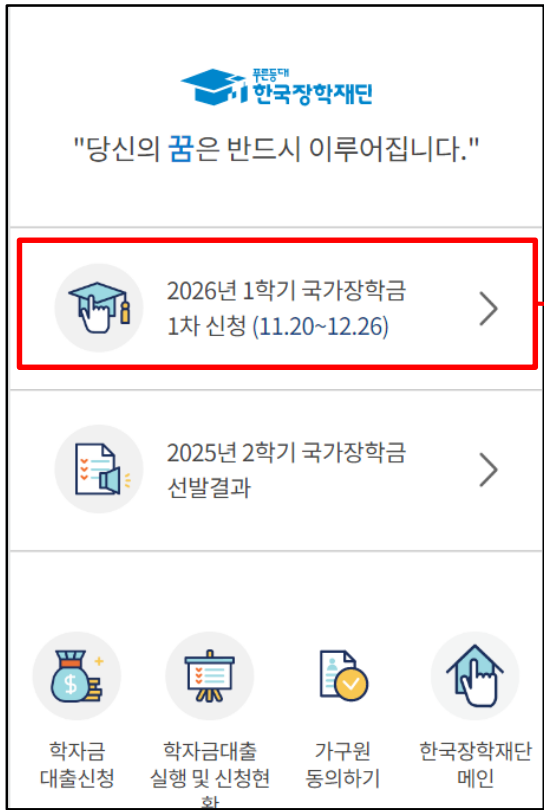 푸른등대
한국장학재단
"당신의 꿈은 반드시 이루어집니다."
2026년 1학기 국가장학금
1차 신청 (11.20~12.26)
2025년 2학기 국가장학금
선발결과
학자금
대출신청
학자금대출
실행 및 신청현
황
가구원
동의하기
한국장학재단
메인